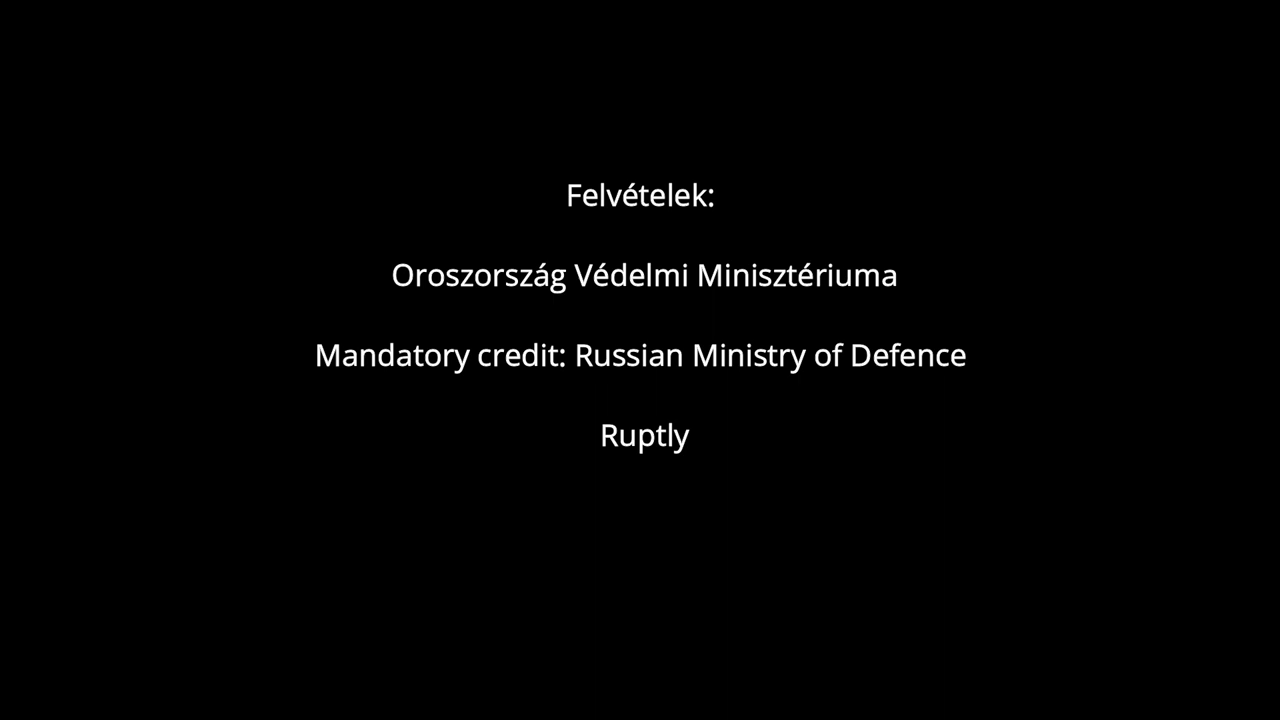 Felvételek:
Oroszország Védelmi Minisztériuma
Mandatory credit: Russian Ministry of Defence
Ruptly